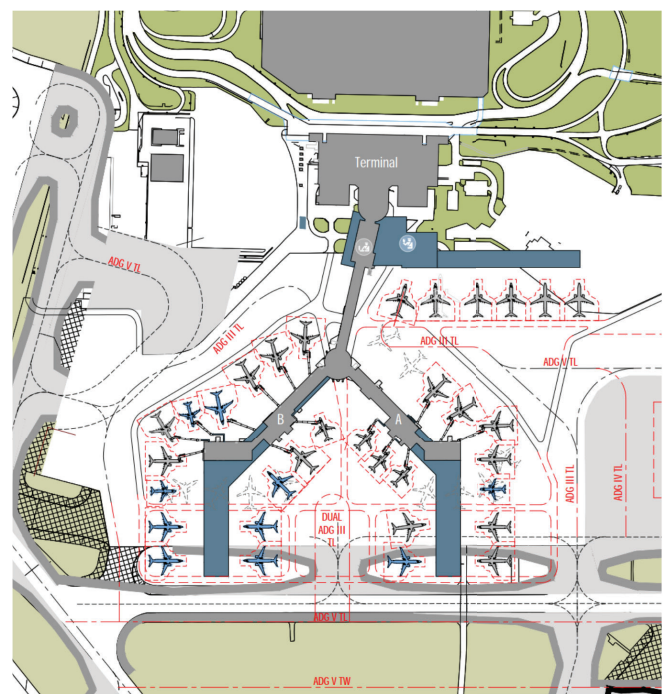 Terminal
ADG V TL
ADG III TL
ADG III TL
ADG V TL
B
A
ADG III TL
ADG IV TL
DUAL
ADG III
TL
ADG V TL
ADG V TW